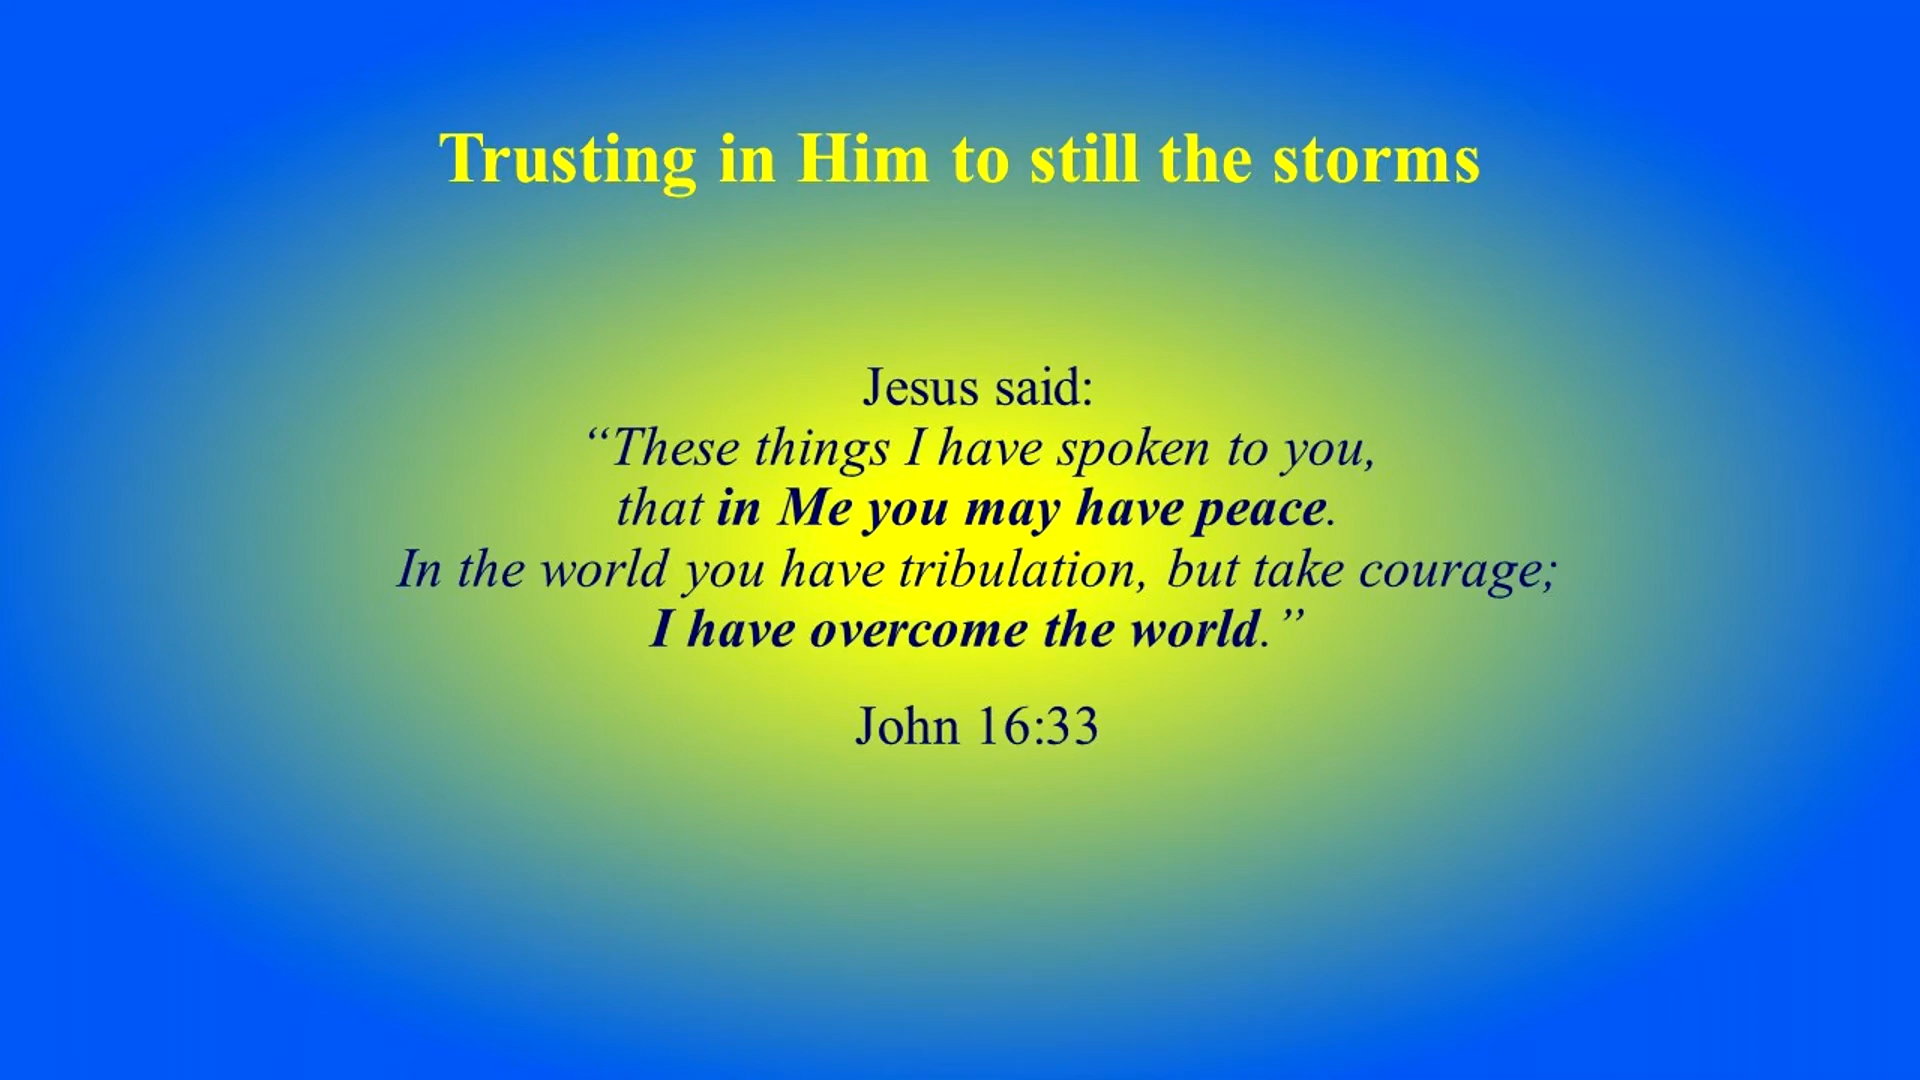 Trusting in Him to still the storms
Jesus said:
“These things I have spoken to you,
that in Me you may have peace.
In the world you have tribulation, but take courage;
I have overcome the world.”
John 16:33